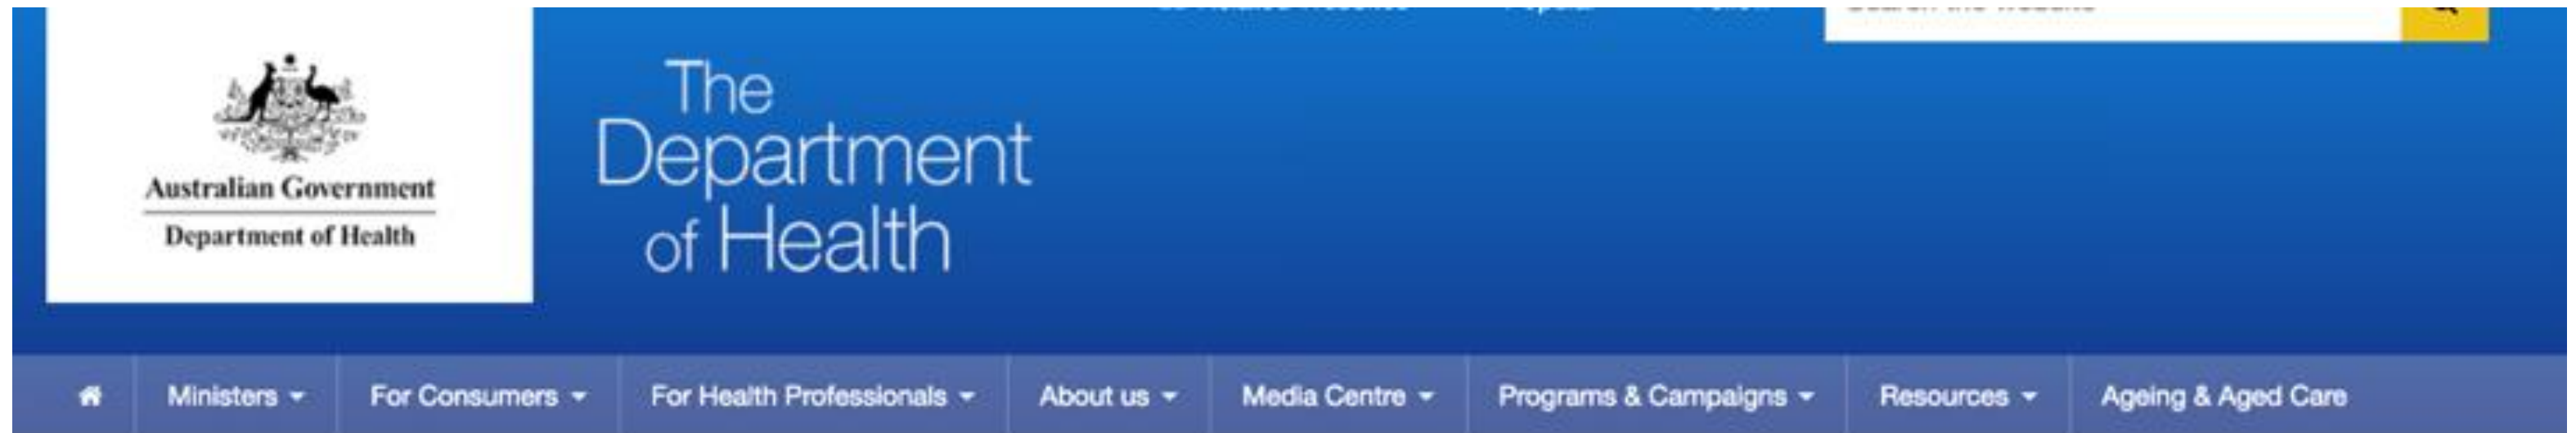 Australian Government
Department of Health
The
Department
of Health
Ministers
For Consumers
For Health Professionals
About us
Media Centre
Programs & Campaigns
Resources
Ageing & Aged Care